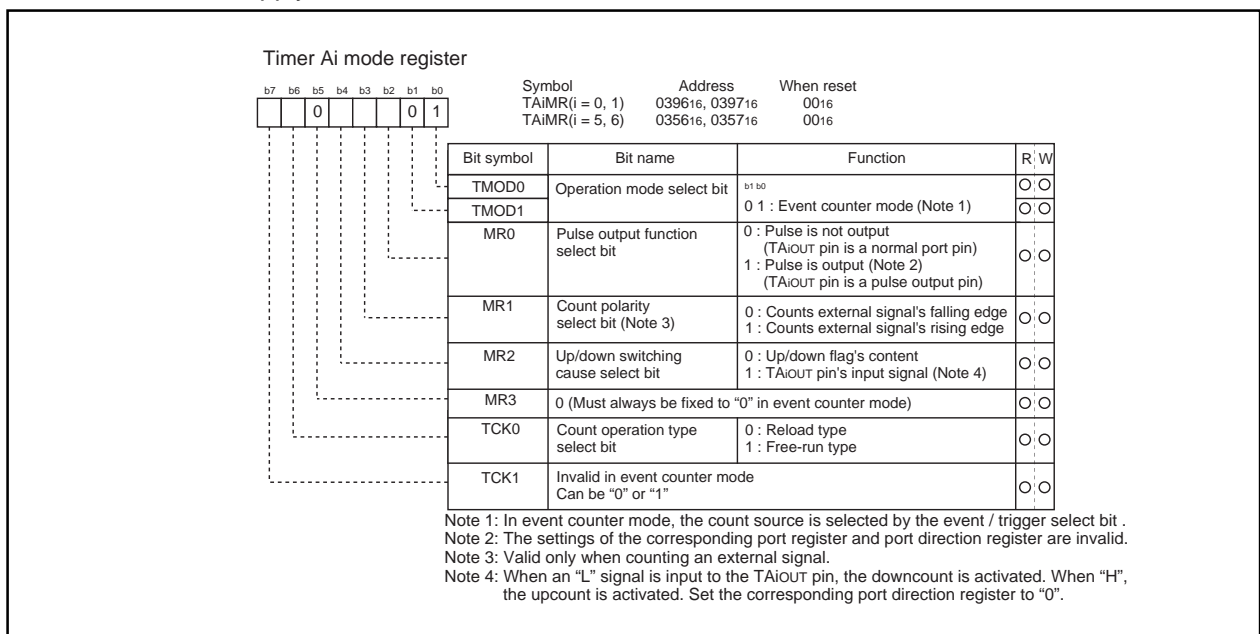 Timer Ai mode register
b7 b6 b5 b4 b3 b2 b1 b0
0 0 1
Symbol Address When reset
TAiMR(i = 0, 1) 039616, 039716 0016
TAiMR(i = 5, 6) 035616, 035716 0016
Bit symbol Bit name Function R W
TMOD0 Operation mode select bit b1 b0
TMOD1 0 1 : Event counter mode (Note 1)
MR0 Pulse output function select bit 0 : Pulse is not output
(TAiOUT pin is a normal port pin)
1 : Pulse is output (Note 2)
(TAiOUT pin is a pulse output pin)
MR1 Count polarity select bit (Note 3) 0 : Counts external signal's falling edge
1 : Counts external signal's rising edge
MR2 Up/down switching cause select bit 0 : Up/down flag's content
1 : TAiOUT pin's input signal (Note 4)
MR3 0 (Must always be fixed to “0” in event counter mode)
TCK0 Count operation type select bit 0 : Reload type
1 : Free-run type
TCK1 Invalid in event counter mode
Can be “0” or “1”
Note 1: In event counter mode, the count source is selected by the event / trigger select bit .
Note 2: The settings of the corresponding port register and port direction register are invalid.
Note 3: Valid only when counting an external signal.
Note 4: When an “L” signal is input to the TAiOUT pin, the downcount is activated. When “H”,
the upcount is activated. Set the corresponding port direction register to “0”.